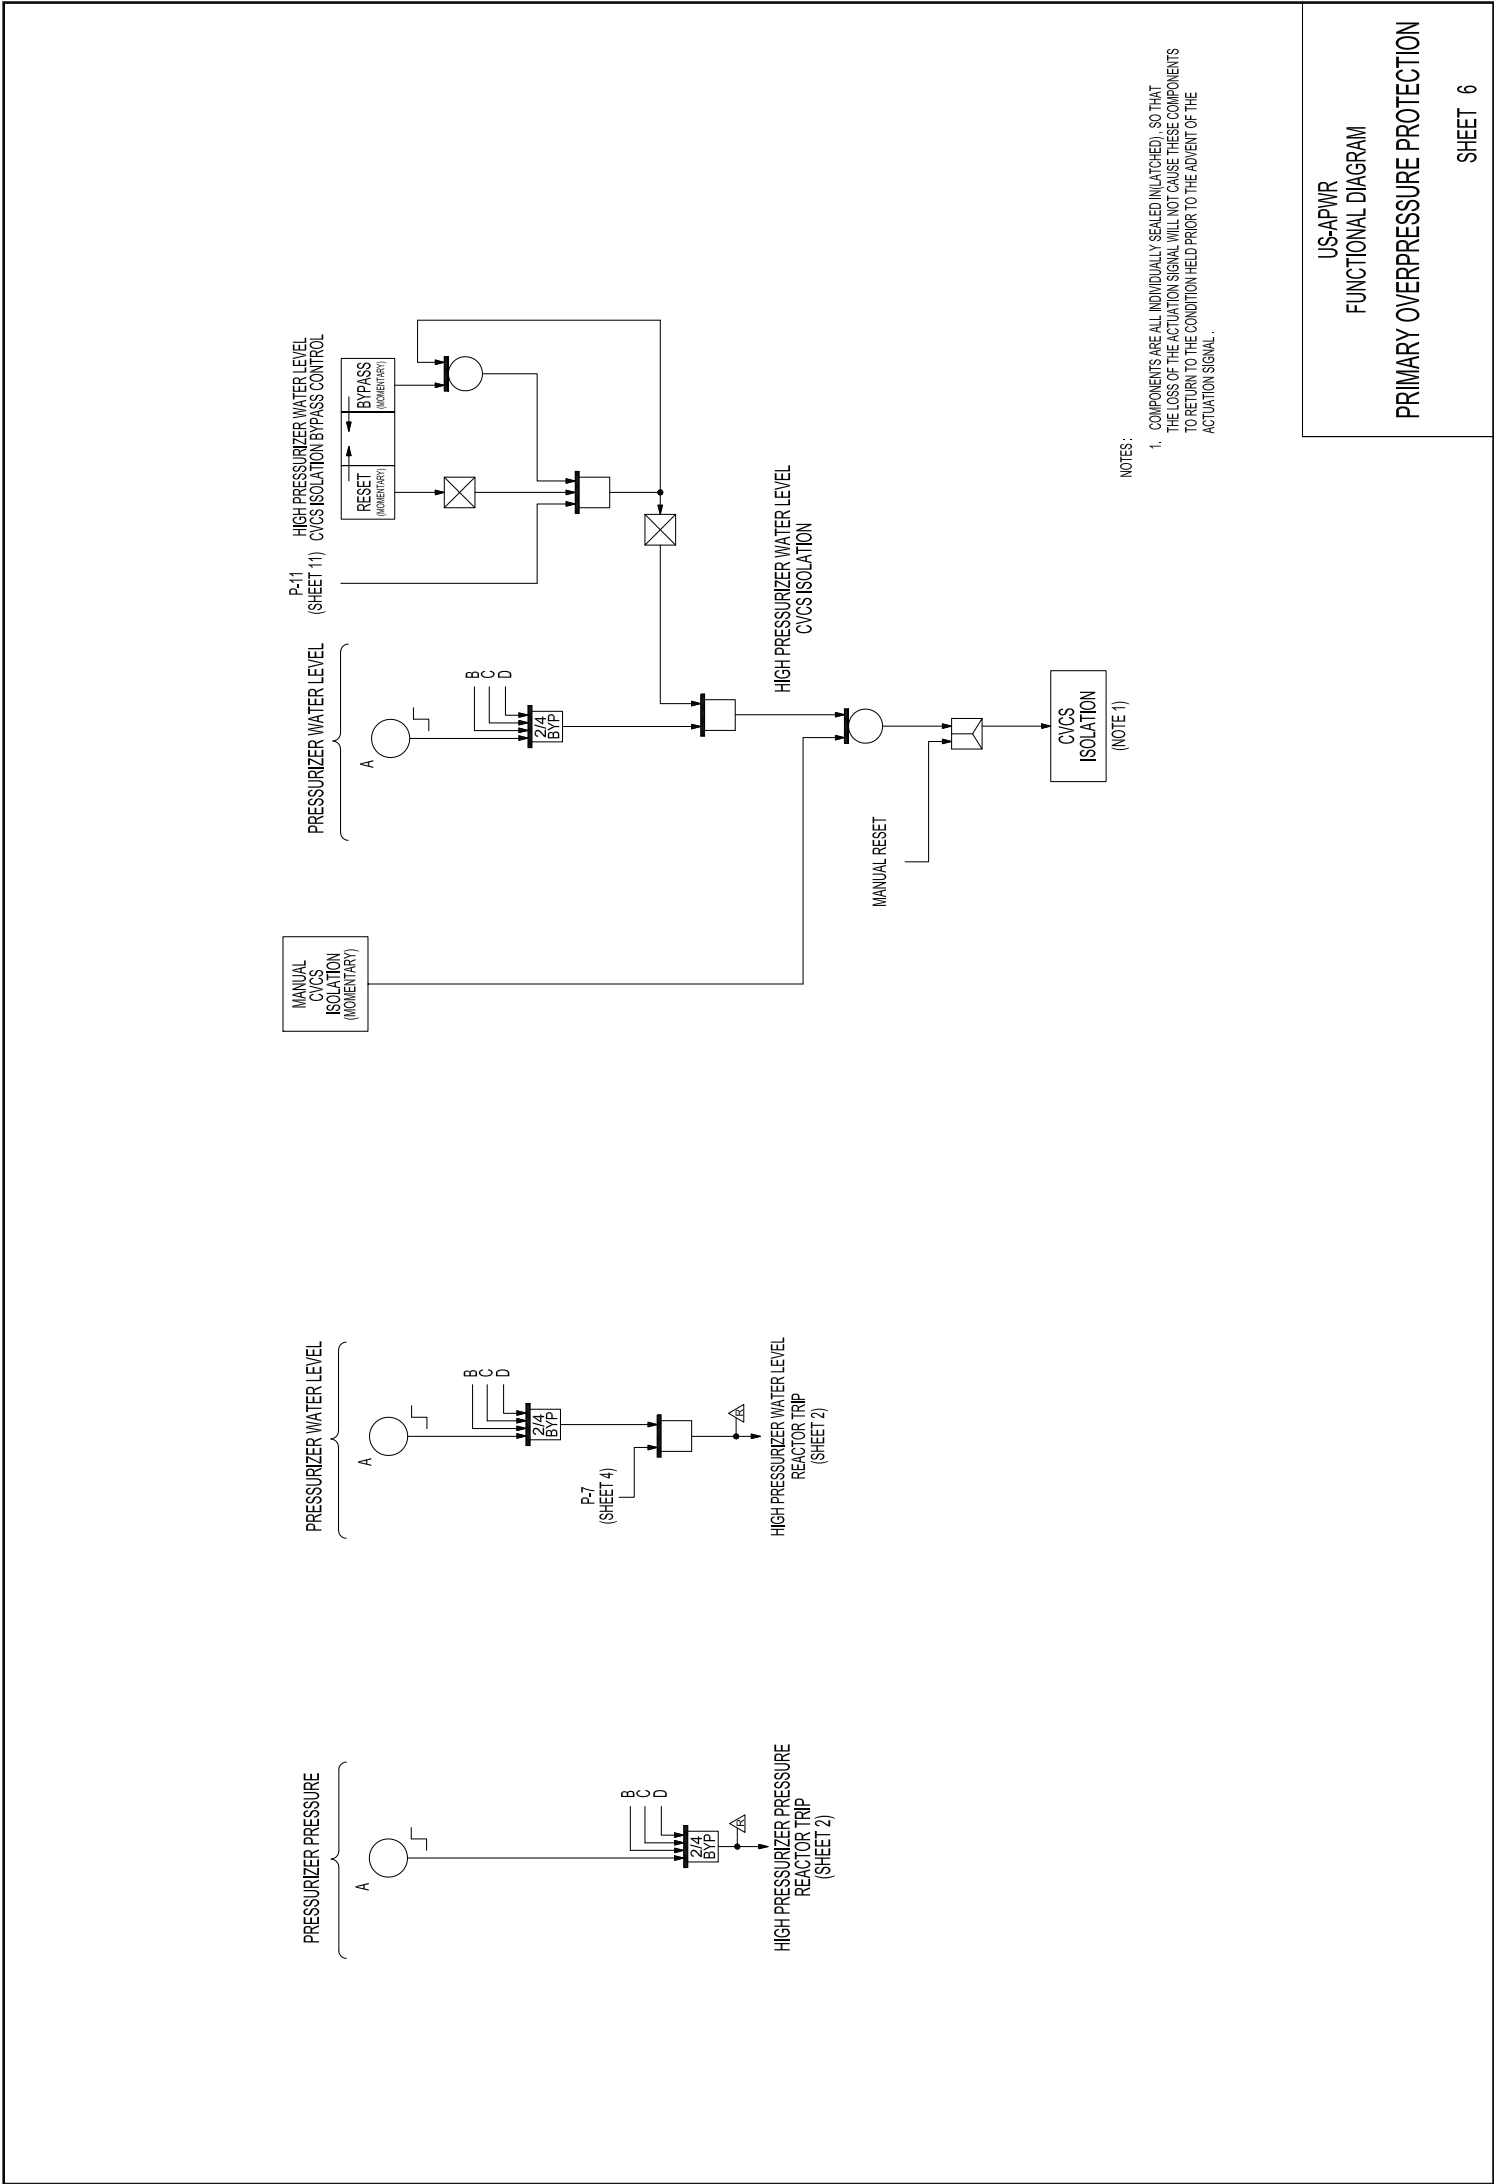 PRESSURIZER PRESSURE
A
B
C
D
2/4
BYP
R
HIGH PRESSURIZER PRESSURE
REACTOR TRIP
(SHEET 2)
PRESSURIZER WATER LEVEL
A
B
C
D
2/4
BYP
P-7
(SHEET 4)
R
HIGH PRESSURIZER WATER LEVEL
REACTOR TRIP
(SHEET 2)
MANUAL
CVCS
ISOLATION
(MOMENTARY)
PRESSURIZER WATER LEVEL
A
B
C
D
2/4
BYP
P-11
(SHEET 11)
HIGH PRESSURIZER WATER LEVEL
CVCS ISOLATION BYPASS CONTROL
RESET
(MOMENTARY)
BYPASS
(MOMENTARY)
HIGH PRESSURIZER WATER LEVEL
CVCS ISOLATION
MANUAL RESET
CVCS
ISOLATION
(NOTE 1)
NOTES :
1. COMPONENTS ARE ALL INDIVIDUALLY SEALED IN(LATCHED) , SO THAT
THE LOSS OF THE ACTUATION SIGNAL WILL NOT CAUSE THESE COMPONENTS
TO RETURN TO THE CONDITION HELD PRIOR TO THE ADVENT OF THE
ACTUATION SIGNAL .
US-APWR
FUNCTIONAL DIAGRAM
PRIMARY OVERPRESSURE PROTECTION
SHEET 6